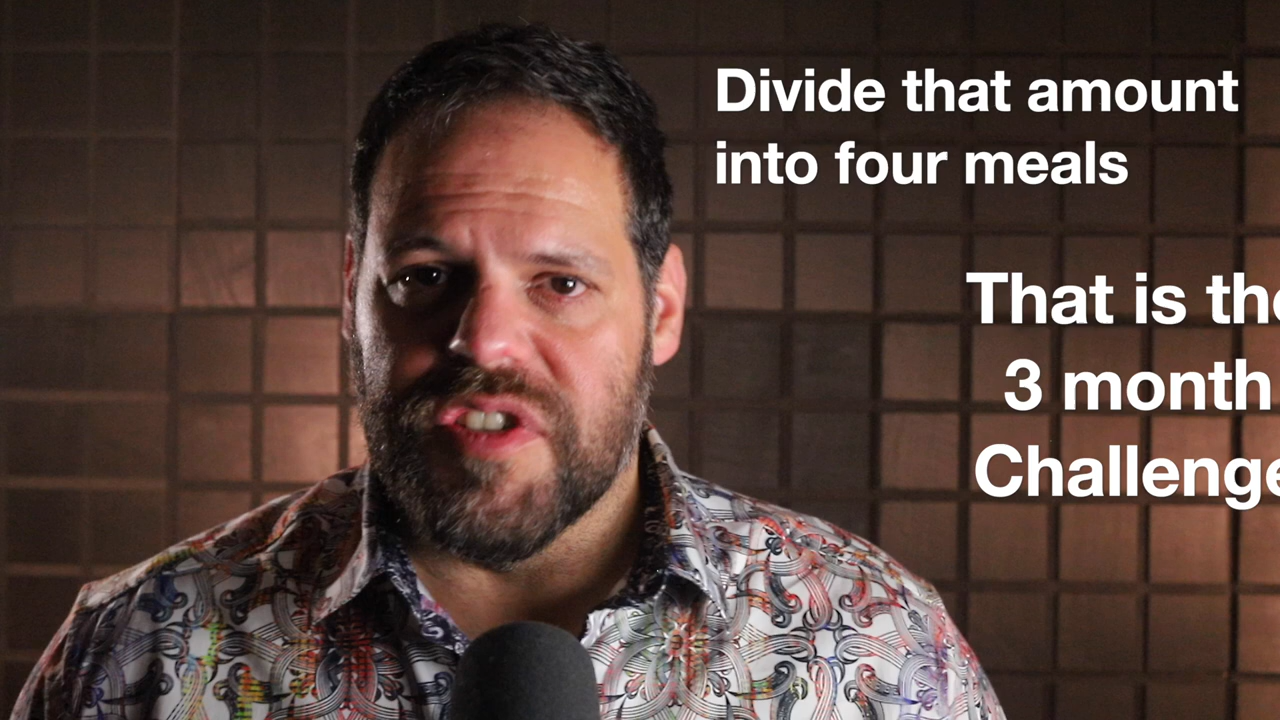 Divide that amount
into four meals
That is the
3 month
Challenge